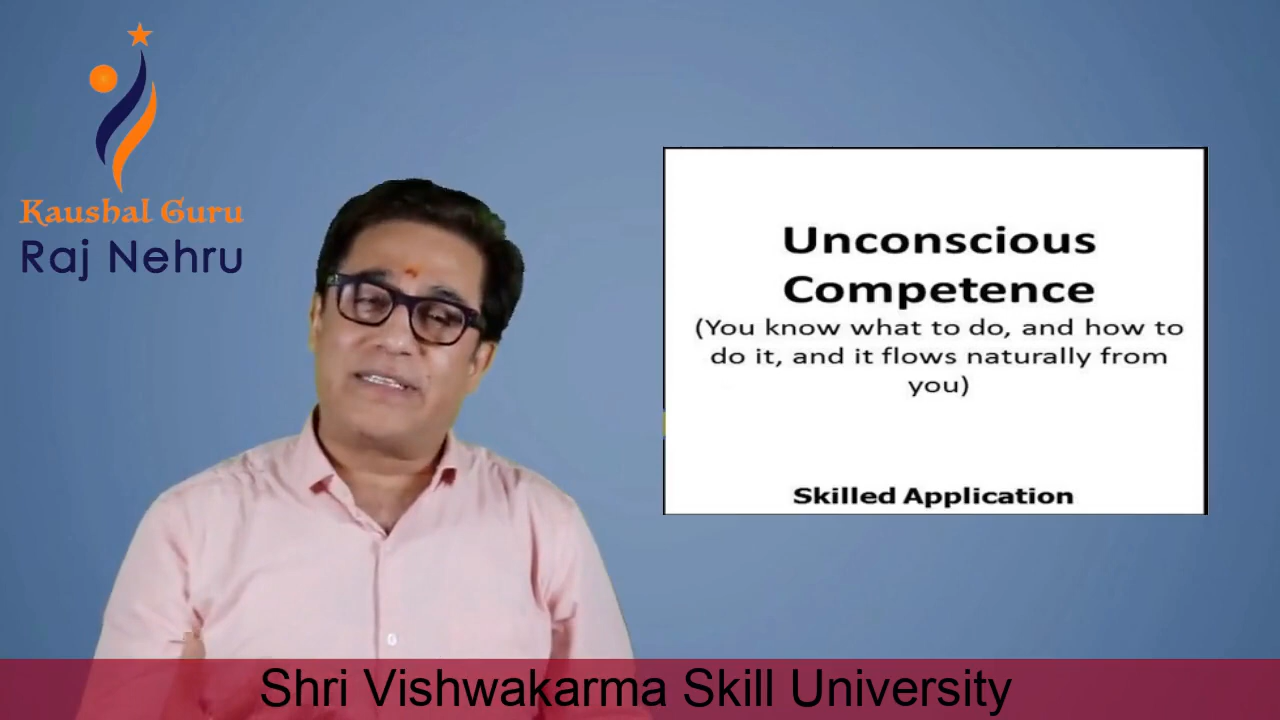 Kaushal Guru
Raj Nehru
Unconscious
Competence
(You know what to do, and how to
do it, and it flows naturally from
you)
Skilled Application
Shri Vishwakarma Skill University